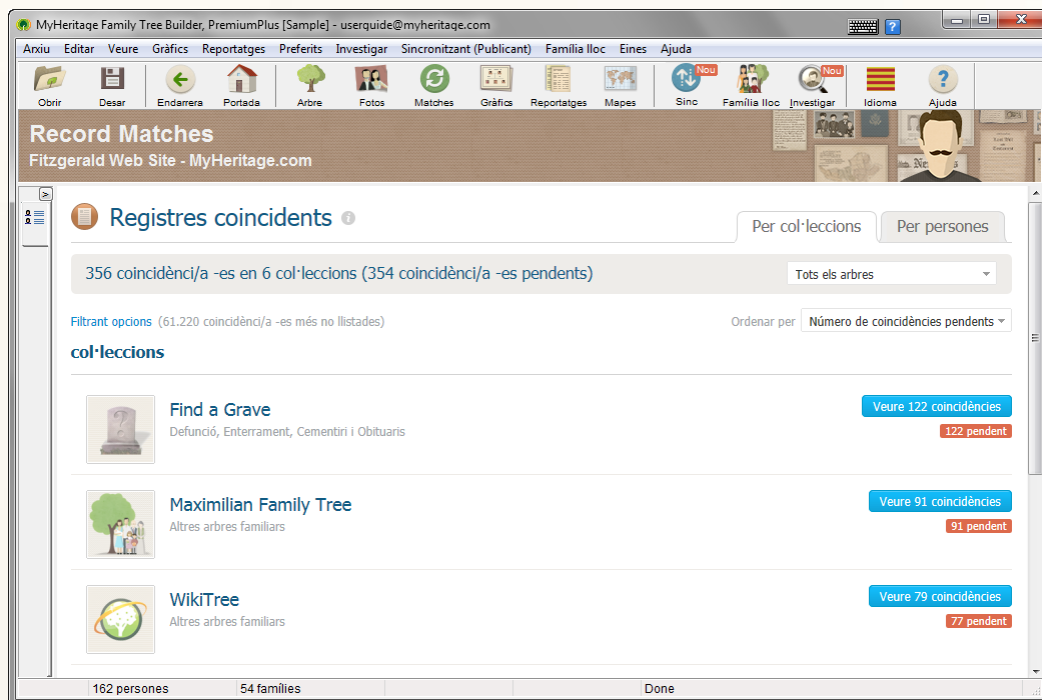 MyHeritage Family Tree Builder, PremiumPlus [Sample] - userguide@myheritage.com
Arxiu Editar Veure Gràfics Reportatges Preferits Investigar Sincronitzant (Publicant) Família lloc Eines Ajuda
Nou Nou
Obrir Desar Endarrera Portada Arbre Fotos Matches Gràfics Reportatges Mapes Sinc Família lloc Investigar Idioma Ajuda
Record Matches
Fitzgerald Web Site - MyHeritage.com
Registres coincidents
Per col·leccions Per persones
356 coincidènci/a -es en 6 col·leccions (354 coincidènci/a -es pendents) Tots els arbres
Filtrant opcions (61.220 coincidènci/a -es més no llistades) Ordenar per Número de coincidències pendents
col·leccions
Find a Grave Veure 122 coincidències
Defunció, Enterrament, Cementiri i Obituaris 122 pendent
Maximilian Family Tree Veure 91 coincidències
Altres arbres familiars 91 pendent
WikiTree Veure 79 coincidències
Altres arbres familiars 77 pendent
162 persones 54 famílies Done